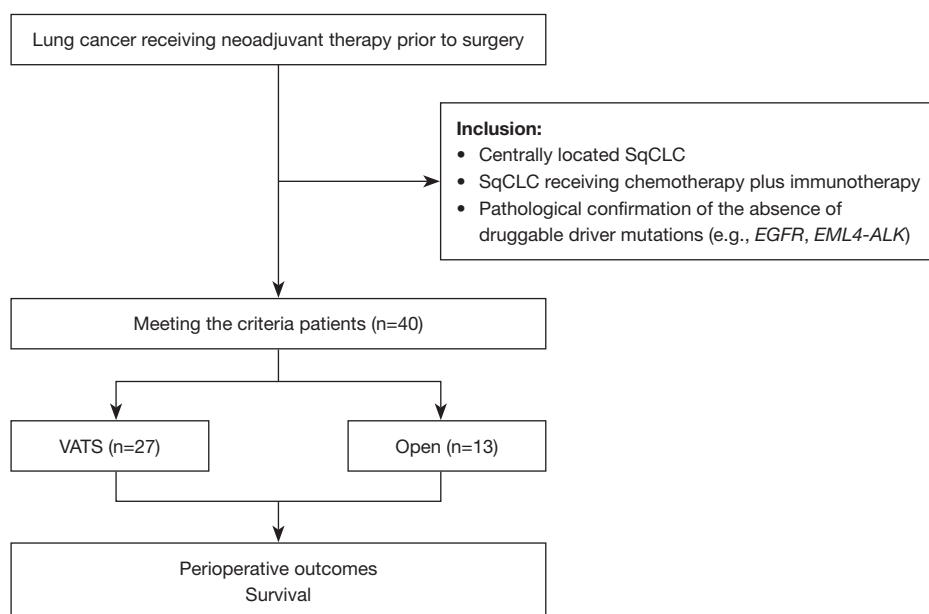 Lung cancer receiving neoadjuvant therapy prior to surgery
Inclusion:
• Centrally located SqCLC
• SqCLC receiving chemotherapy plus immunotherapy
• Pathological confirmation of the absence of
druggable driver mutations (e.g., EGFR, EML4-ALK)
Meeting the criteria patients (n=40)
VATS (n=27)
Open (n=13)
Perioperative outcomes
Survival